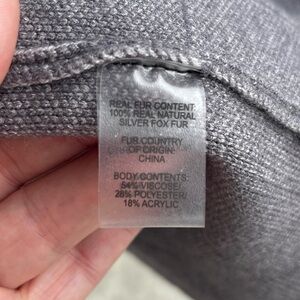 REAL FUR CONTENT:
100% REAL NATURAL
SILVER FOX FUR
FUR COUNTRY
OF ORIGIN:
CHINA
BODY CONTENTS:
54% VISCOSE/
28% POLYESTER/
18% ACRYLIC